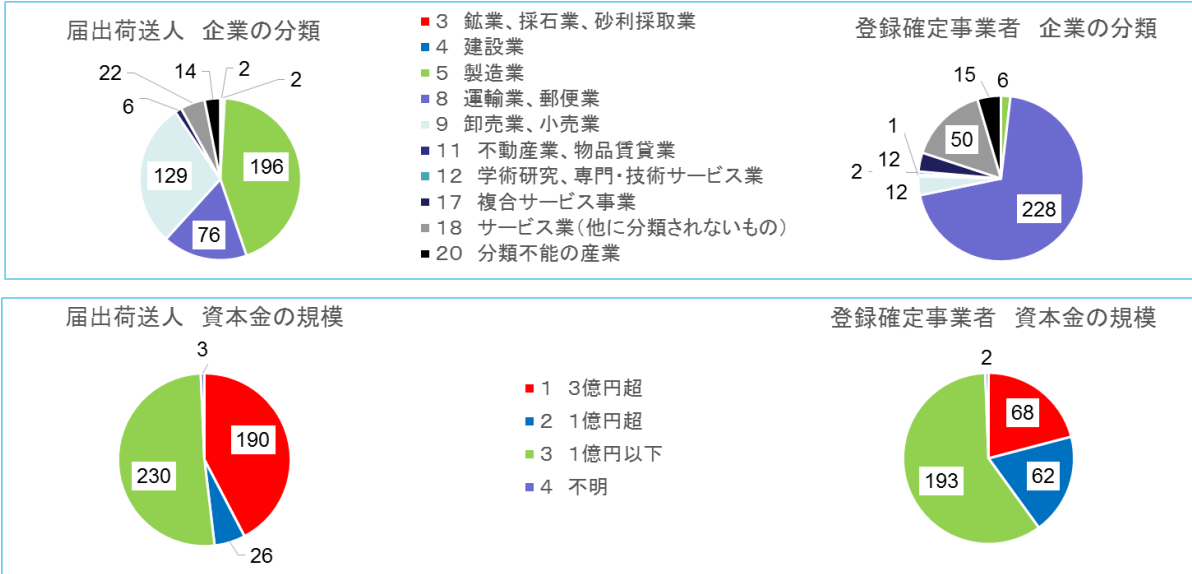 届出荷送人 企業の分類
2
2
14
22
6
196
129
76
3 鉱業、採石業、砂利採取業
4 建設業
5 製造業
8 運輸業、郵便業
9 卸売業、小売業
11 不動産業、物品賃貸業
12 学術研究、専門・技術サービス業
17 複合サービス事業
18 サービス業(他に分類されないもの)
20 分類不能の産業
登録確定事業者 企業の分類
15
6
50
1
12
2
12
228
届出荷送人 資本金の規模
3
190
230
26
1 3億円超
2 1億円超
3 1億円以下
4 不明
登録確定事業者 資本金の規模
2
68
62
193